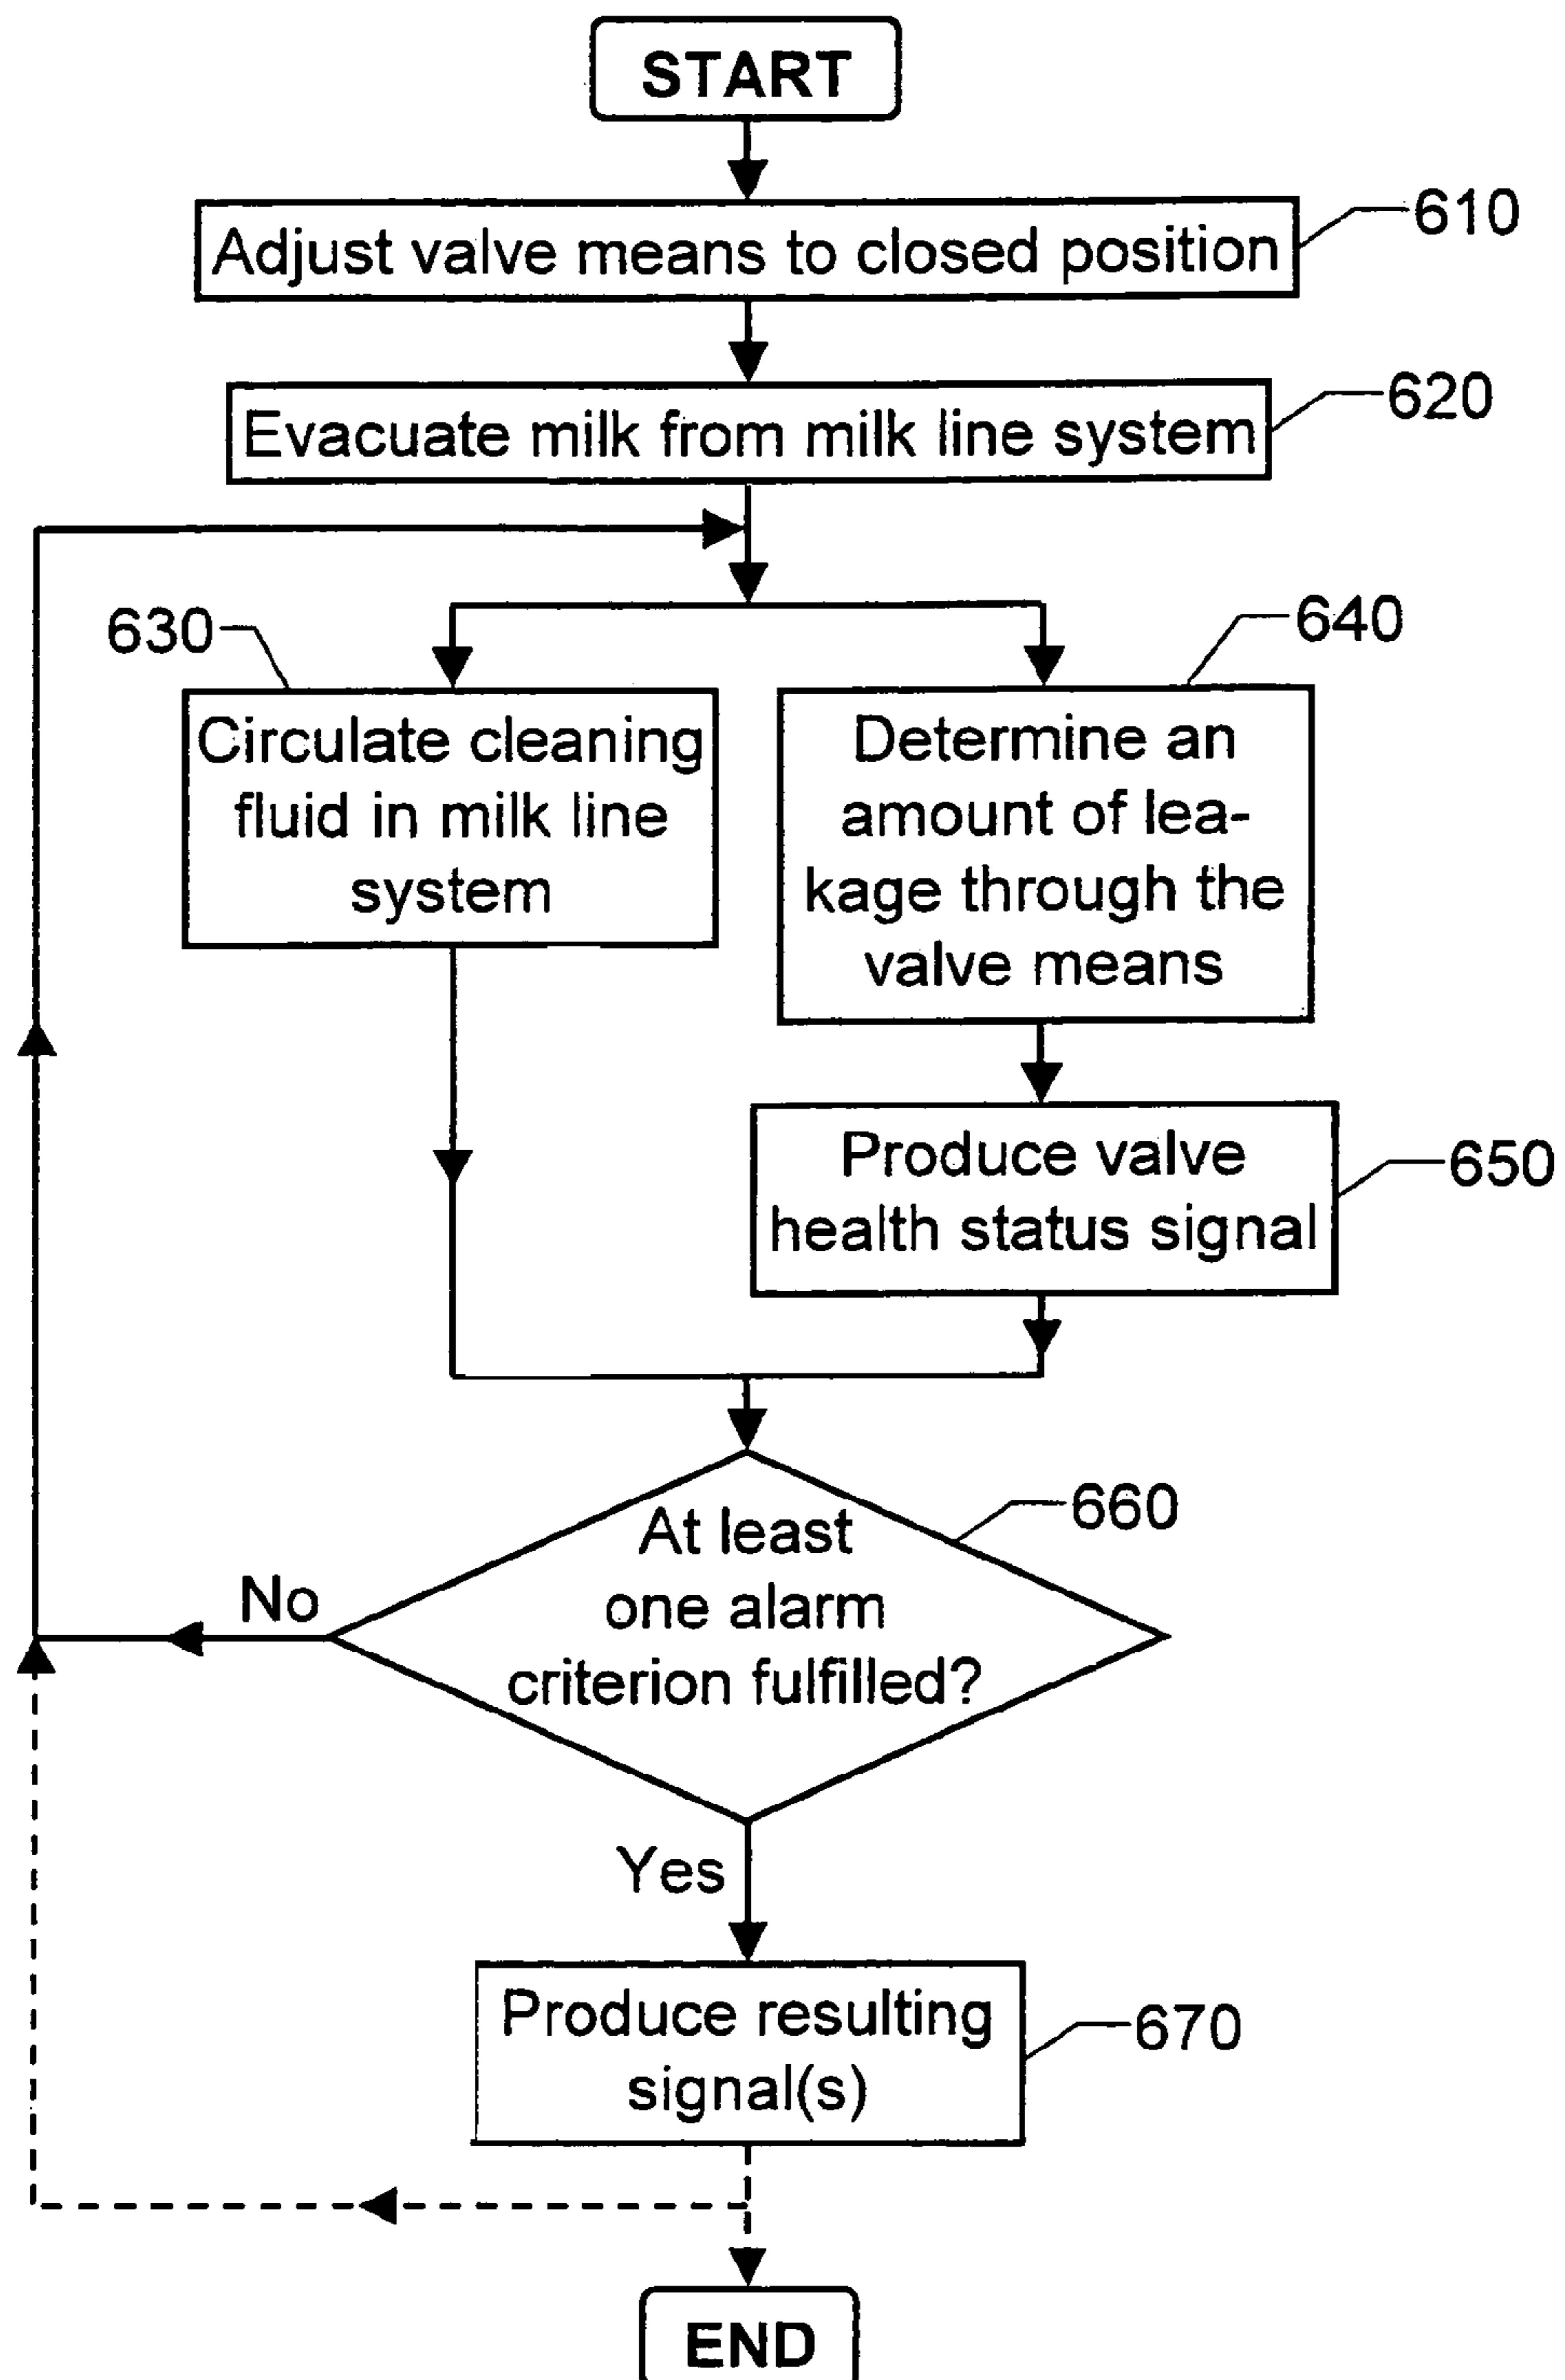 START
Adjust valve means to closed position
610
Evacuate milk from milk line system
620
630
640
Circulate cleaning
fluid in milk line
system
Determine an
amount of lea-
kage through the
valve means
Produce valve
health status signal
650
At least
one alarm
criterion fulfilled?
660
No
Yes
Produce resulting
signal(s)
670
END